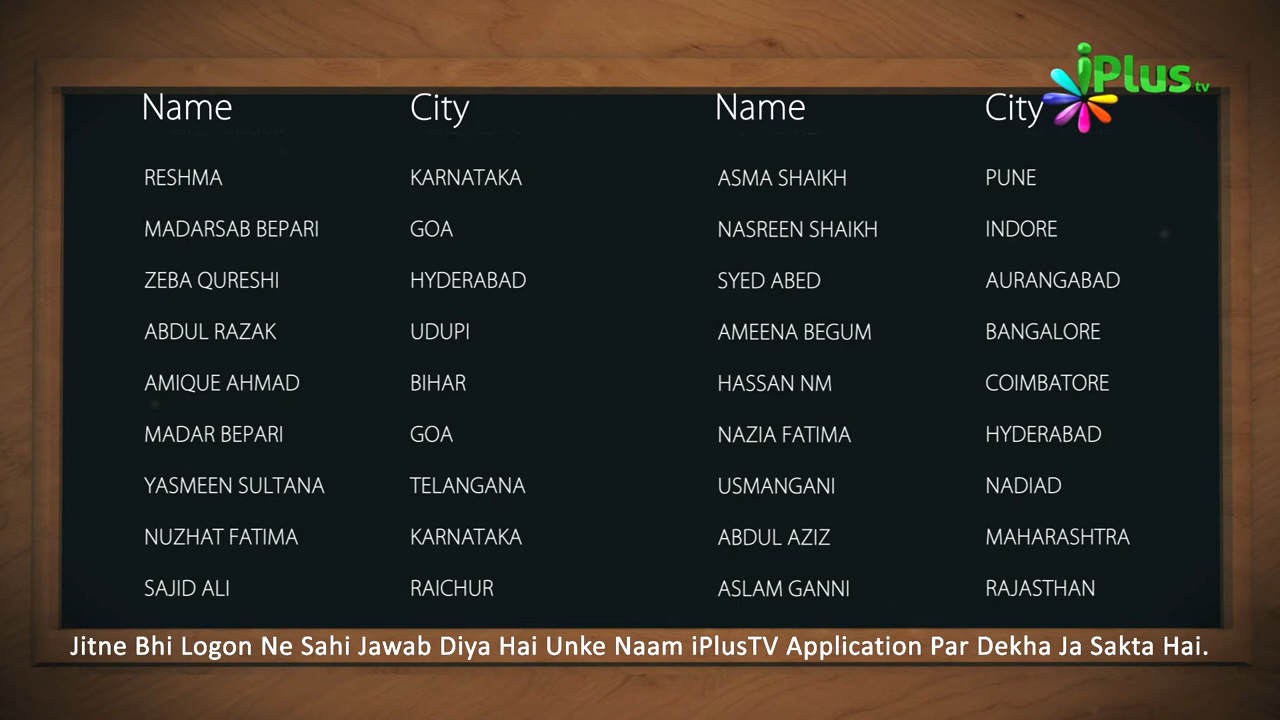 iPlus tv
Name City Name City
RESHMA KARNATAKA ASMA SHAIKH PUNE
MADARSAB BEPARI GOA NASREEN SHAIKH INDORE
ZEBA QURESHI HYDERABAD SYED ABED AURANGABAD
ABDUL RAZAK UDUPI AMEENA BEGUM BANGALORE
AMIQUE AHMAD BIHAR HASSAN NM COIMBATORE
MADAR BEPARI GOA NAZIA FATIMA HYDERABAD
YASMEEN SULTANA TELANGANA USMANGANI NADIAD
NUZHAT FATIMA KARNATAKA ABDUL AZIZ MAHARASHTRA
SAJID ALI RAICHUR ASLAM GANNI RAJASTHAN
Jitne Bhi Logon Ne Sahi Jawab Diya Hai Unke Naam iPlusTV Application Par Dekha Ja Sakta Hai.